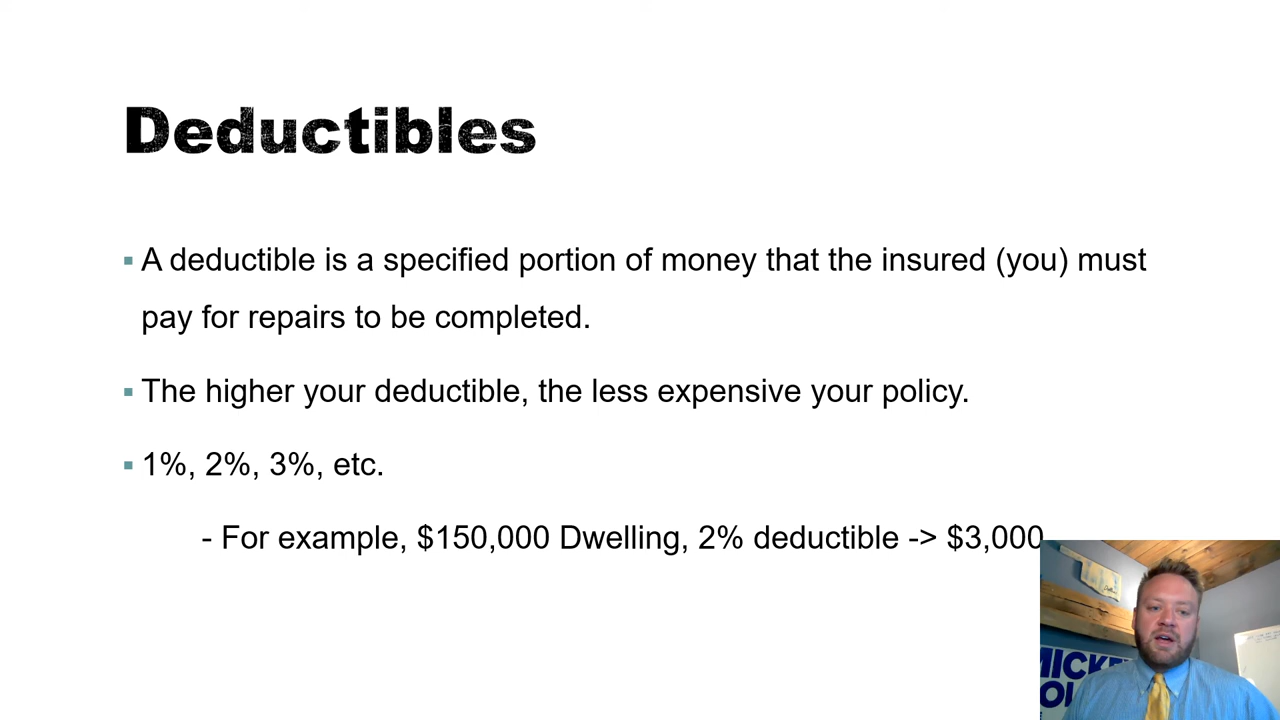 Deductibles
▪ A deductible is a specified portion of money that the insured (you) must
pay for repairs to be completed.
▪ The higher your deductible, the less expensive your policy.
▪ 1%, 2%, 3%, etc.
- For example, $150,000 Dwelling, 2% deductible -> $3,000